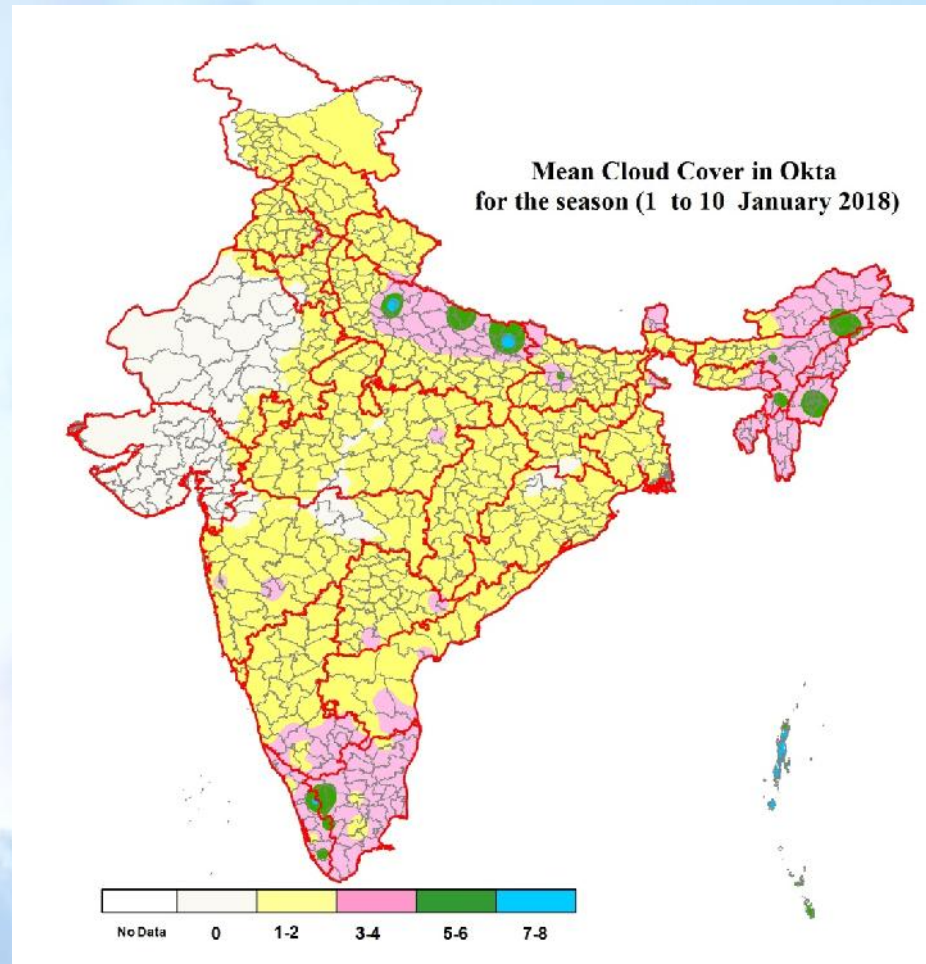 Mean Cloud Cover in Okta
for the season (1 to 10 January 2018)
No Data 0 1-2 3-4 5-6 7-8